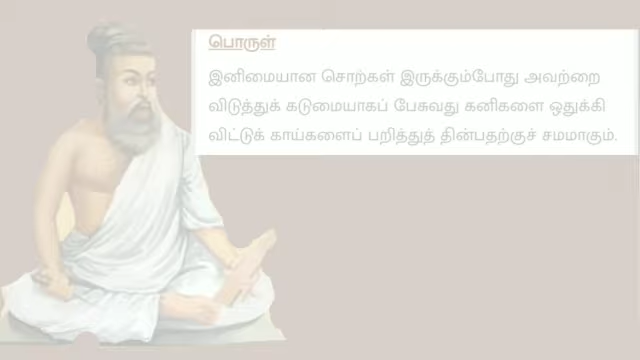 பொருள்
இனிமையான சொற்கள் இருக்கும்போது அவற்றை
விடுத்துக் கடுமையாகப் பேசுவது கனிகளை ஒதுக்கி
விட்டுக் காய்களைப் பறித்துத் தின்பதற்குச் சமமாகும்.